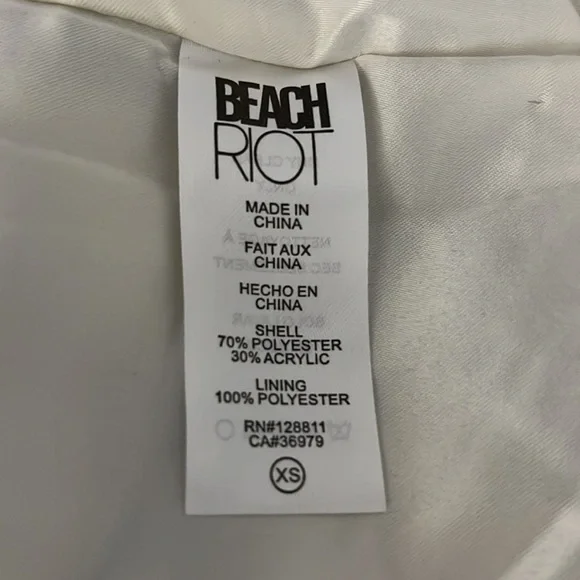 BEACH
RIOT
MADE IN
CHINA
FAIT AUX
CHINA
HECHO EN
CHINA
SHELL
70% POLYESTER
30% ACRYLIC
LINING
100% POLYESTER
RN#128811
CA#36979
XS